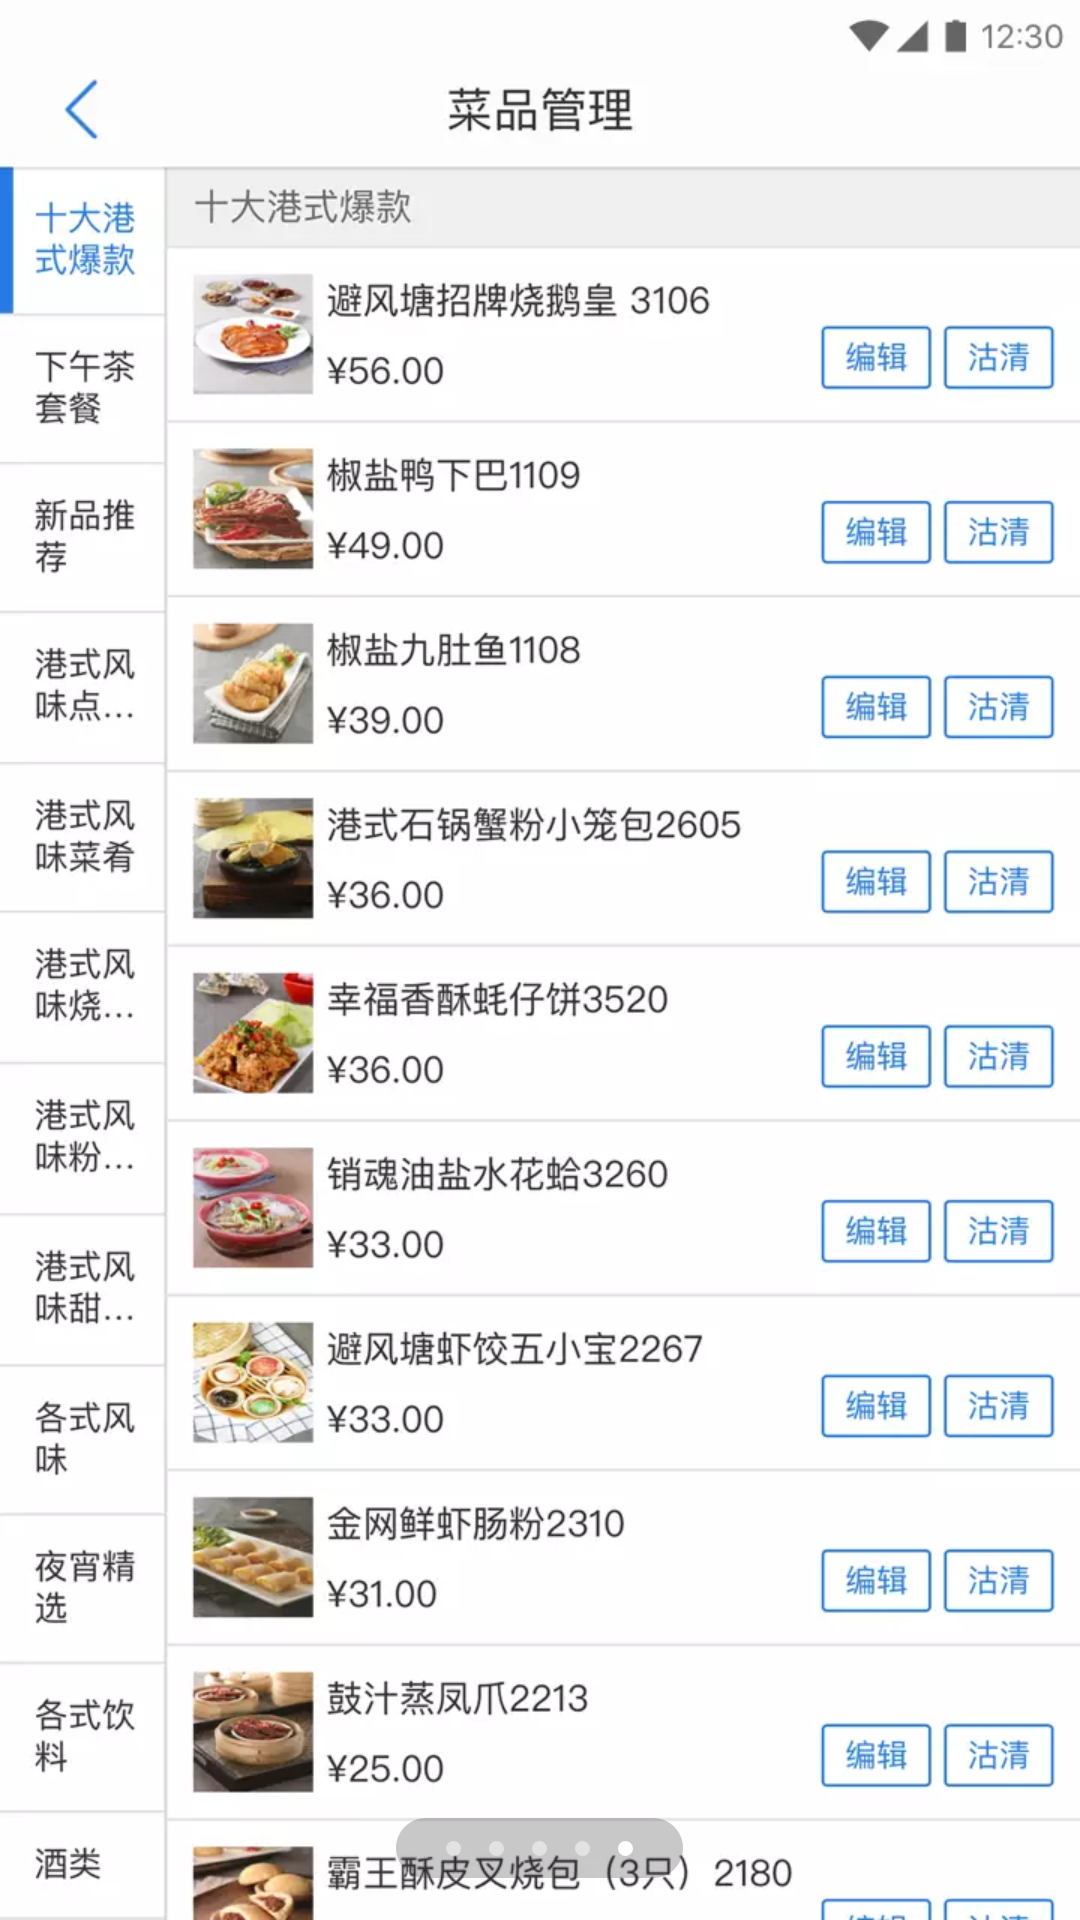 12:30
菜品管理
十大港
式爆款
下午茶
套餐
新品推
荐
港式风
味点...
港式风
味菜肴
港式风
味烧...
港式风
味粉...
港式风
味甜...
各式风
味
夜宵精
选
各式饮
料
酒类
十大港式爆款
避风塘招牌烧鹅皇 3106
¥56.00
编辑 沽清
椒盐鸭下巴1109
¥49.00
编辑 沽清
椒盐九肚鱼1108
¥39.00
编辑 沽清
港式石锅蟹粉小笼包2605
¥36.00
编辑 沽清
幸福香酥蚝仔饼3520
¥36.00
编辑 沽清
销魂油盐水花蛤3260
¥33.00
编辑 沽清
避风塘虾饺五小宝2267
¥33.00
编辑 沽清
金网鲜虾肠粉2310
¥31.00
编辑 沽清
鼓汁蒸凤爪2213
¥25.00
编辑 沽清
霸王酥皮叉烧包（3只）2180